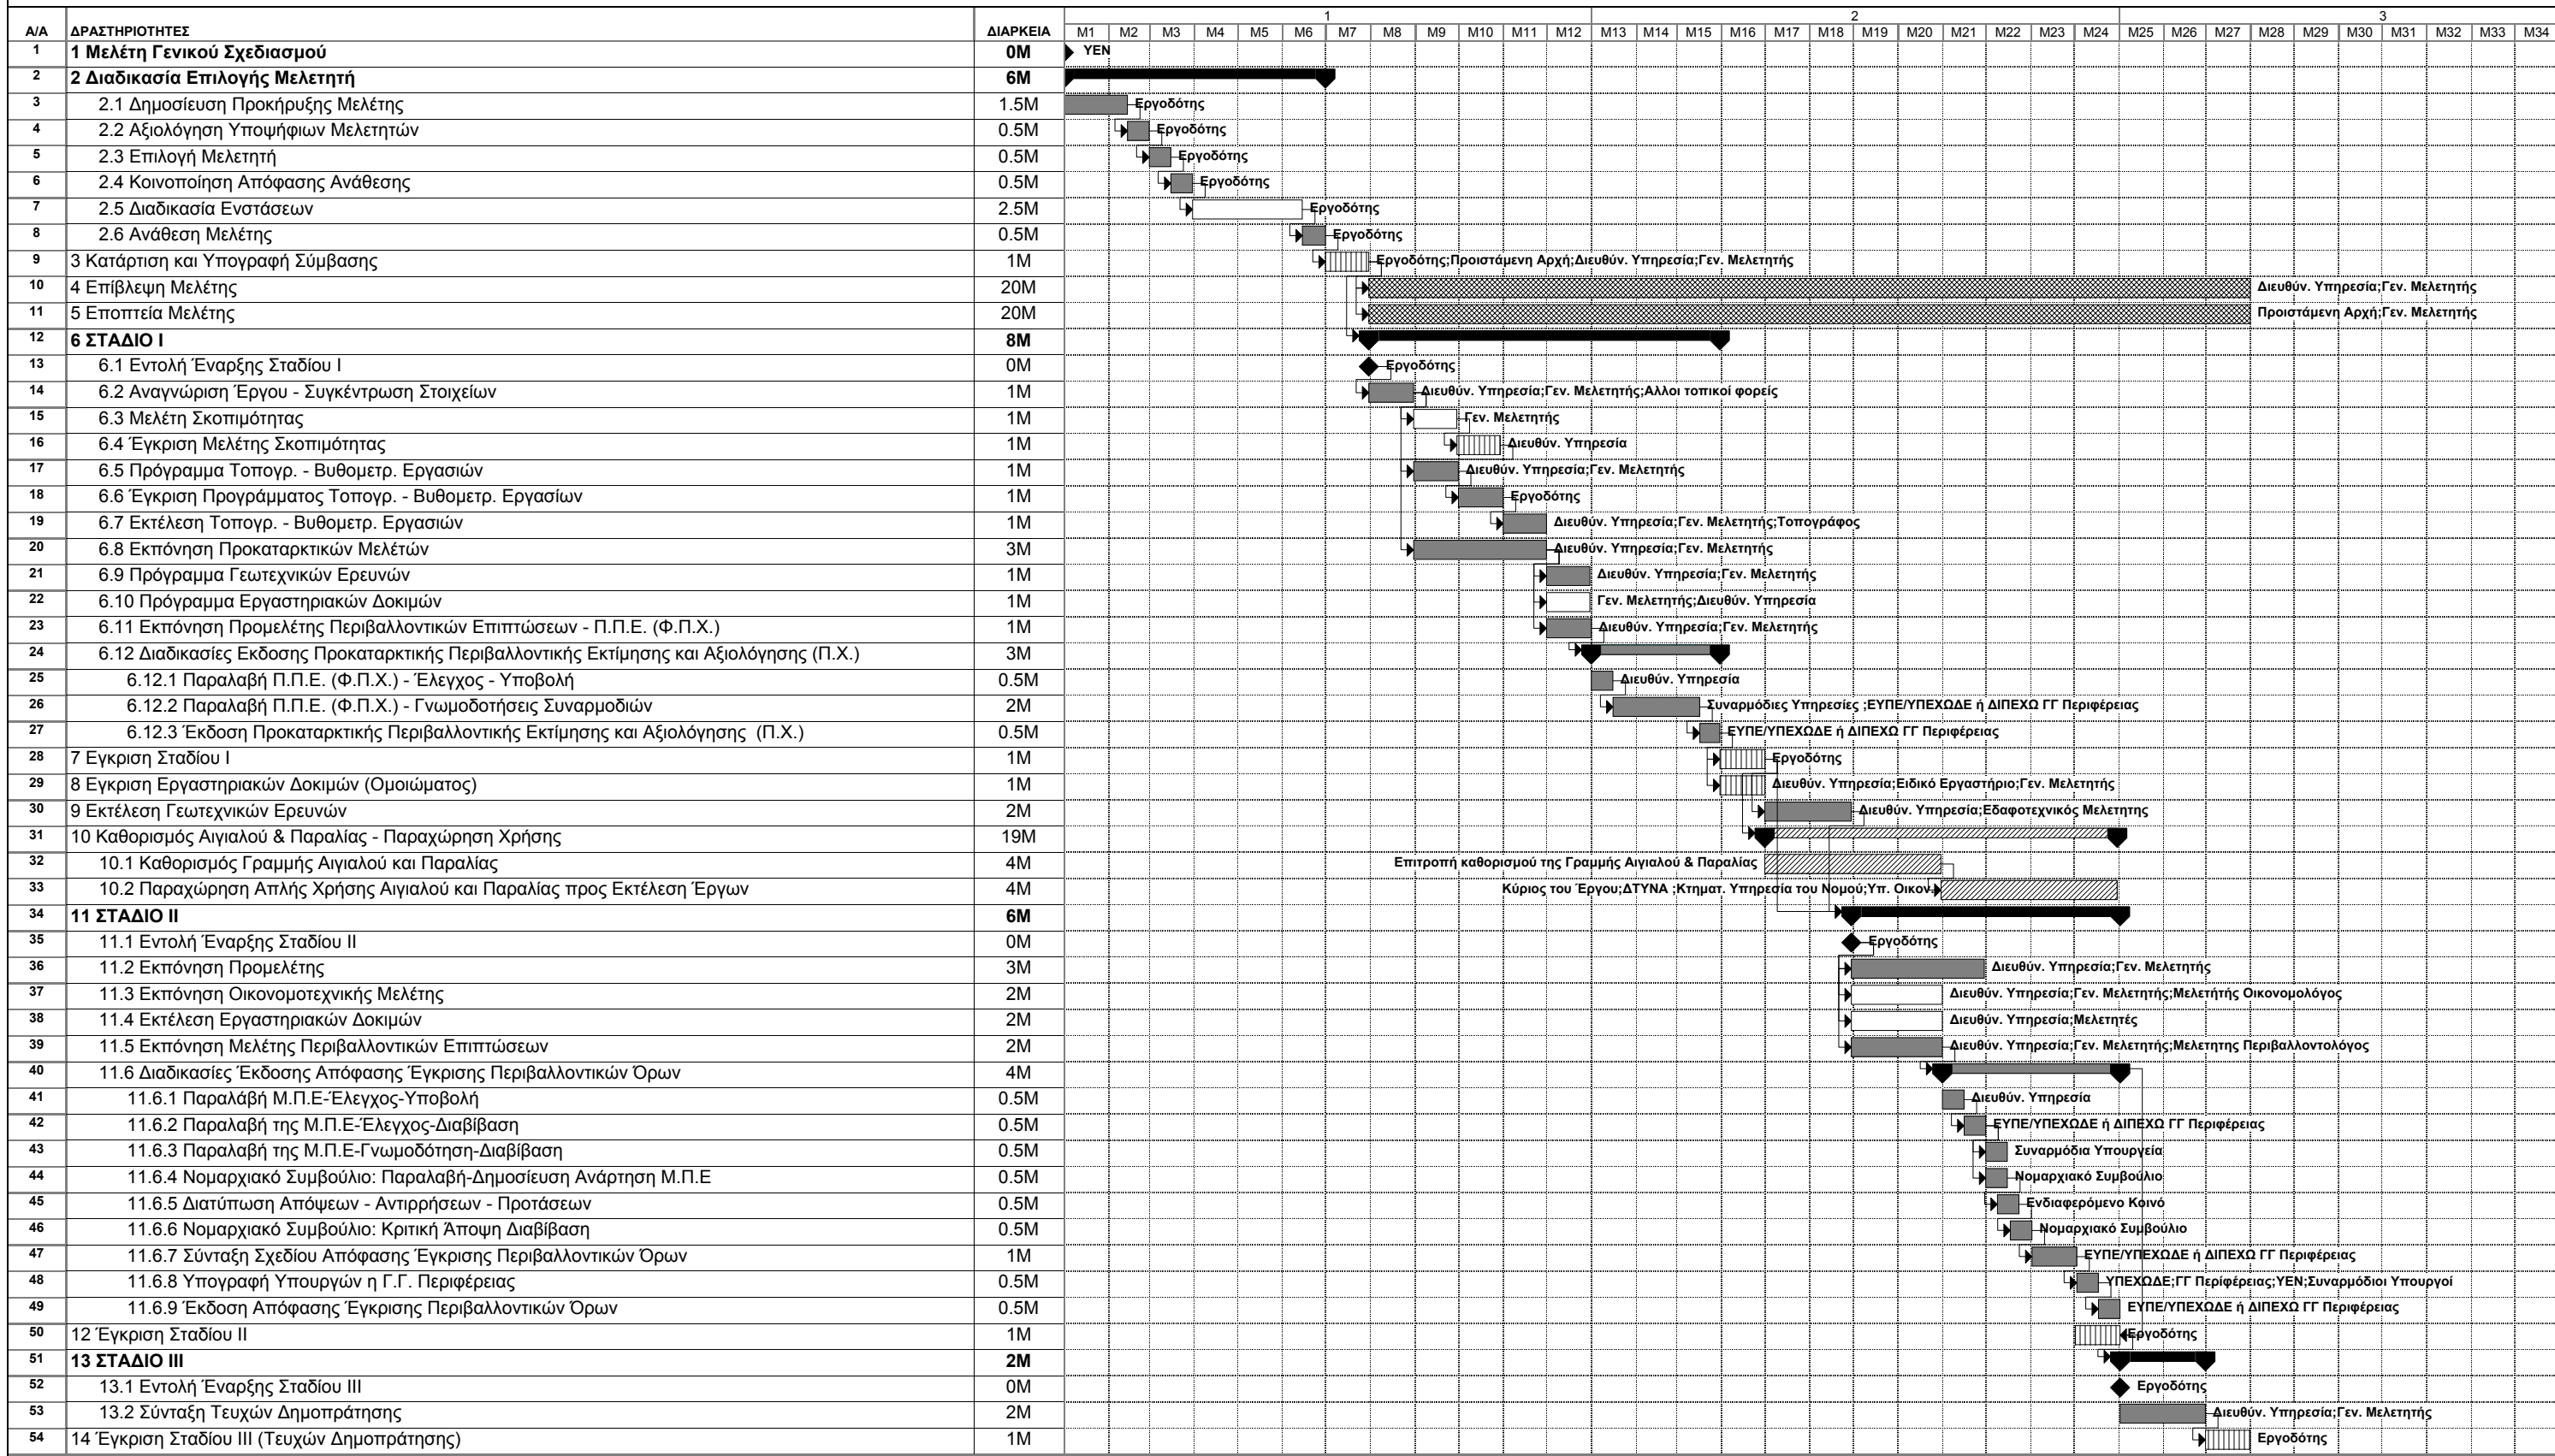 1 2 3
Α/Α ΔΡΑΣΤΗΡΙΟΤΗΤΕΣ ΔΙΑΡΚΕΙΑ M1 M2 M3 M4 M5 M6 M7 M8 M9 M10 M11 M12 M13 M14 M15 M16 M17 M18 M19 M20 M21 M22 M23 M24 M25 M26 M27 M28 M29 M30 M31 M32 M33 M34
1 1 Μελέτη Γενικού Σχεδιασμού 0M ΥΕΝ
2 2 Διαδικασία Επιλογής Μελετητή 6M
3 2.1 Δημοσίευση Προκήρυξης Μελέτης 1.5M Εργοδότης
4 2.2 Αξιολόγηση Υποψήφιων Μελετητών 0.5M Εργοδότης
5 2.3 Επιλογή Μελετητή 0.5M Εργοδότης
6 2.4 Κοινοποίηση Απόφασης Ανάθεσης 0.5M Εργοδότης
7 2.5 Διαδικασία Ενστάσεων 2.5M Εργοδότης
8 2.6 Ανάθεση Μελέτης 0.5M Εργοδότης
9 3 Κατάρτιση και Υπογραφή Σύμβασης 1M Εργοδότης;Προιστάμενη Αρχή;Διευθύν. Υπηρεσία;Γεν. Μελετητής
10 4 Επίβλεψη Μελέτης 20M Διευθύν. Υπηρεσία;Γεν. Μελετητής
11 5 Εποπτεία Μελέτης 20M Προιστάμενη Αρχή;Γεν. Μελετητής
12 6 ΣΤΑΔΙΟ Ι 8M
13 6.1 Εντολή Έναρξης Σταδίου Ι 0M Εργοδότης
14 6.2 Αναγνώριση Έργου - Συγκέντρωση Στοιχείων 1M Διευθύν. Υπηρεσία;Γεν. Μελετητής;Αλλοι τοπικοί φορείς
15 6.3 Μελέτη Σκοπιμότητας 1M Γεν. Μελετητής
16 6.4 Έγκριση Μελέτης Σκοπιμότητας 1M Διευθύν. Υπηρεσία
17 6.5 Πρόγραμμα Τοπογρ. - Βυθομετρ. Εργασιών 1M Διευθύν. Υπηρεσία;Γεν. Μελετητής
18 6.6 Έγκριση Προγράμματος Τοπογρ. - Βυθομετρ. Εργασίων 1M Εργοδότης
19 6.7 Εκτέλεση Τοπογρ. - Βυθομετρ. Εργασιών 1M Διευθύν. Υπηρεσία;Γεν. Μελετητής;Τοπογράφος
20 6.8 Εκπόνηση Προκαταρκτικών Μελέτών 3M Διευθύν. Υπηρεσία;Γεν. Μελετητής
21 6.9 Πρόγραμμα Γεωτεχνικών Ερευνών 1M Διευθύν. Υπηρεσία;Γεν. Μελετητής
22 6.10 Πρόγραμμα Εργαστηριακών Δοκιμών 1M Γεν. Μελετητής;Διευθύν. Υπηρεσία
23 6.11 Εκπόνηση Προμελέτης Περιβαλλοντικών Επιπτώσεων - Π.Π.Ε. (Φ.Π.Χ.) 1M Διευθύν. Υπηρεσία;Γεν. Μελετητής
24 6.12 Διαδικασίες Εκδοσης Προκαταρκτικής Περιβαλλοντικής Εκτίμησης και Αξιολόγησης (Π.Χ.) 3M
25 6.12.1 Παραλαβή Π.Π.Ε. (Φ.Π.Χ.) - Έλεγχος - Υποβολή 0.5M Διευθύν. Υπηρεσία
26 6.12.2 Παραλαβή Π.Π.Ε. (Φ.Π.Χ.) - Γνωμοδοτήσεις Συναρμοδιών 2M Συναρμόδιες Υπηρεσίες ;ΕΥΠΕ/ΥΠΕΧΩΔΕ ή ΔΙΠΕΧΩ ΓΓ Περιφέρειας
27 6.12.3 Έκδοση Προκαταρκτικής Περιβαλλοντικής Εκτίμησης και Αξιολόγησης (Π.Χ.) 0.5M ΕΥΠΕ/ΥΠΕΧΩΔΕ ή ΔΙΠΕΧΩ ΓΓ Περιφέρειας
28 7 Εγκριση Σταδίου Ι 1M Εργοδότης
29 8 Εγκριση Εργαστηριακών Δοκιμών (Ομοιώματος) 1M Διευθύν. Υπηρεσία;Ειδικό Εργαστήριο;Γεν. Μελετητής
30 9 Εκτέλεση Γεωτεχνικών Ερευνών 2M Διευθύν. Υπηρεσία;Εδαφοτεχνικός Μελετητης
31 10 Καθορισμός Αιγιαλού & Παραλίας - Παραχώρηση Χρήσης 19M
32 10.1 Καθορισμός Γραμμής Αιγιαλού και Παραλίας 4M Επιτροπή καθορισμού της Γραμμής Αιγιαλού & Παραλίας
33 10.2 Παραχώρηση Απλής Χρήσης Αιγιαλού και Παραλίας προς Εκτέλεση Έργων 4M Κύριος του Έργου;ΔΤΥΝΑ ;Κτηματ. Υπηρεσία του Νομού;Υπ. Οικον
34 11 ΣΤΑΔΙΟ ΙΙ 6M
35 11.1 Εντολή Έναρξης Σταδίου ΙΙ 0M Εργοδότης
36 11.2 Εκπόνηση Προμελέτης 3M Διευθύν. Υπηρεσία;Γεν. Μελετητής
37 11.3 Εκπόνηση Οικονομοτεχνικής Μελέτης 2M Διευθύν. Υπηρεσία;Γεν. Μελετητής;Μελετήτής Οικονομολόγος
38 11.4 Εκτέλεση Εργαστηριακών Δοκιμών 2M Διευθύν. Υπηρεσία;Μελετητές
39 11.5 Εκπόνηση Μελέτης Περιβαλλοντικών Επιπτώσεων 2M Διευθύν. Υπηρεσία;Γεν. Μελετητής;Μελετητης Περιβαλλοντολόγος
40 11.6 Διαδικασίες Έκδοσης Απόφασης Έγκρισης Περιβαλλοντικών Όρων 4M
41 11.6.1 Παραλάβή Μ.Π.Ε-Έλεγχος-Υποβολή 0.5M Διευθύν. Υπηρεσία
42 11.6.2 Παραλαβή της Μ.Π.Ε-Έλεγχος-Διαβίβαση 0.5M ΕΥΠΕ/ΥΠΕΧΩΔΕ ή ΔΙΠΕΧΩ ΓΓ Περιφέρειας
43 11.6.3 Παραλαβή της Μ.Π.Ε-Γνωμοδότηση-Διαβίβαση 0.5M Συναρμόδια Υπουργεία
44 11.6.4 Νομαρχιακό Συμβούλιο: Παραλαβή-Δημοσίευση Ανάρτηση Μ.Π.Ε 0.5M Νομαρχιακό Συμβούλιο
45 11.6.5 Διατύπωση Απόψεων - Αντιρρήσεων - Προτάσεων 0.5M Ενδιαφερόμενο Κοινό
46 11.6.6 Νομαρχιακό Συμβούλιο: Κριτική Άποψη Διαβίβαση 0.5M Νομαρχιακό Συμβούλιο
47 11.6.7 Σύνταξη Σχεδίου Απόφασης Έγκρισης Περιβαλλοντικών Όρων 1M ΕΥΠΕ/ΥΠΕΧΩΔΕ ή ΔΙΠΕΧΩ ΓΓ Περιφέρειας
48 11.6.8 Υπογραφή Υπουργών η Γ.Γ. Περιφέρειας 0.5M ΥΠΕΧΩΔΕ;ΓΓ Περίφέρειας;ΥΕΝ;Συναρμόδιοι Υπουργοί
49 11.6.9 Έκδοση Απόφασης Έγκρισης Περιβαλλοντικών Όρων 0.5M ΕΥΠΕ/ΥΠΕΧΩΔΕ ή ΔΙΠΕΧΩ ΓΓ Περιφέρειας
50 12 Έγκριση Σταδίου ΙΙ 1M Εργοδότης
51 13 ΣΤΑΔΙΟ ΙΙΙ 2M
52 13.1 Εντολή Έναρξης Σταδίου ΙΙΙ 0M Εργοδότης
53 13.2 Σύνταξη Τευχών Δημοπράτησης 2M Διευθύν. Υπηρεσία;Γεν. Μελετητής
54 14 Έγκριση Σταδίου ΙΙΙ (Τευχών Δημοπράτησης) 1M Εργοδότης